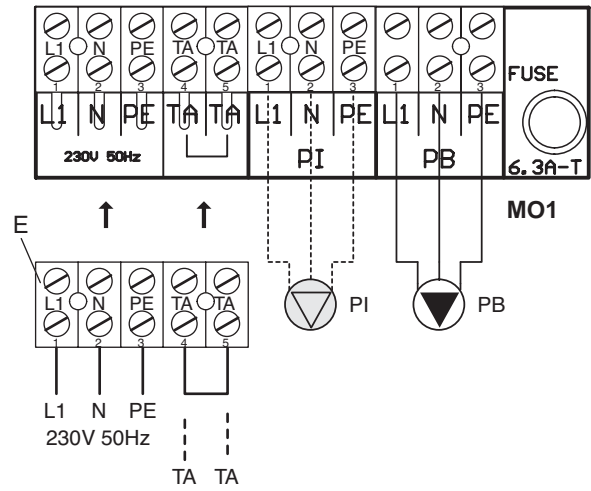 L1 N PE TA TA L1 N PE
1 2 3 4 5 1 2 3 1 2 3
L1 N PE TA TA L1 N PE L1 N PE
FUSE
230V 50Hz PI PB 6.3A-T
MO1
E
L1 N PE TA TA
1 2 3 4 5
PI PB
L1 N PE
230V 50Hz
TA TA